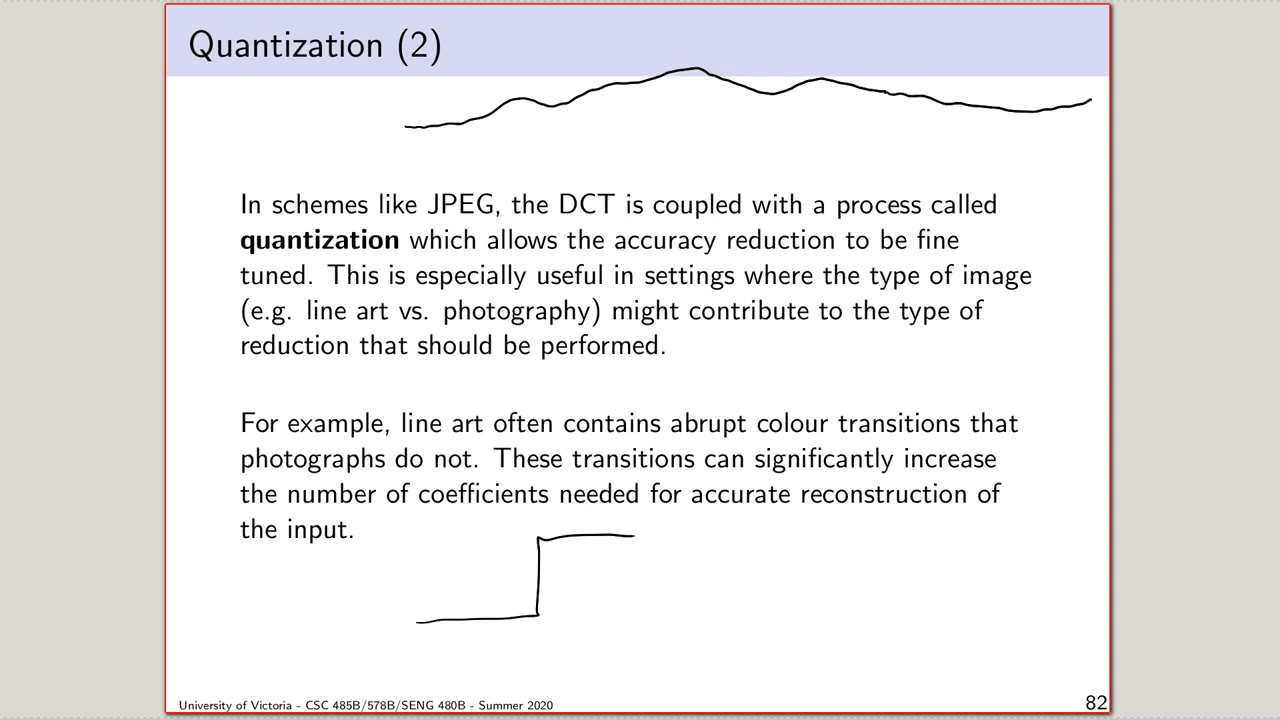 Quantization (2)
In schemes like JPEG, the DCT is coupled with a process called
quantization which allows the accuracy reduction to be fine
tuned. This is especially useful in settings where the type of image
(e.g. line art vs. photography) might contribute to the type of
reduction that should be performed.
For example, line art often contains abrupt colour transitions that
photographs do not. These transitions can significantly increase
the number of coefficients needed for accurate reconstruction of
the input.
University of Victoria - CSC 485B/578B/SENG 480B - Summer 2020
82